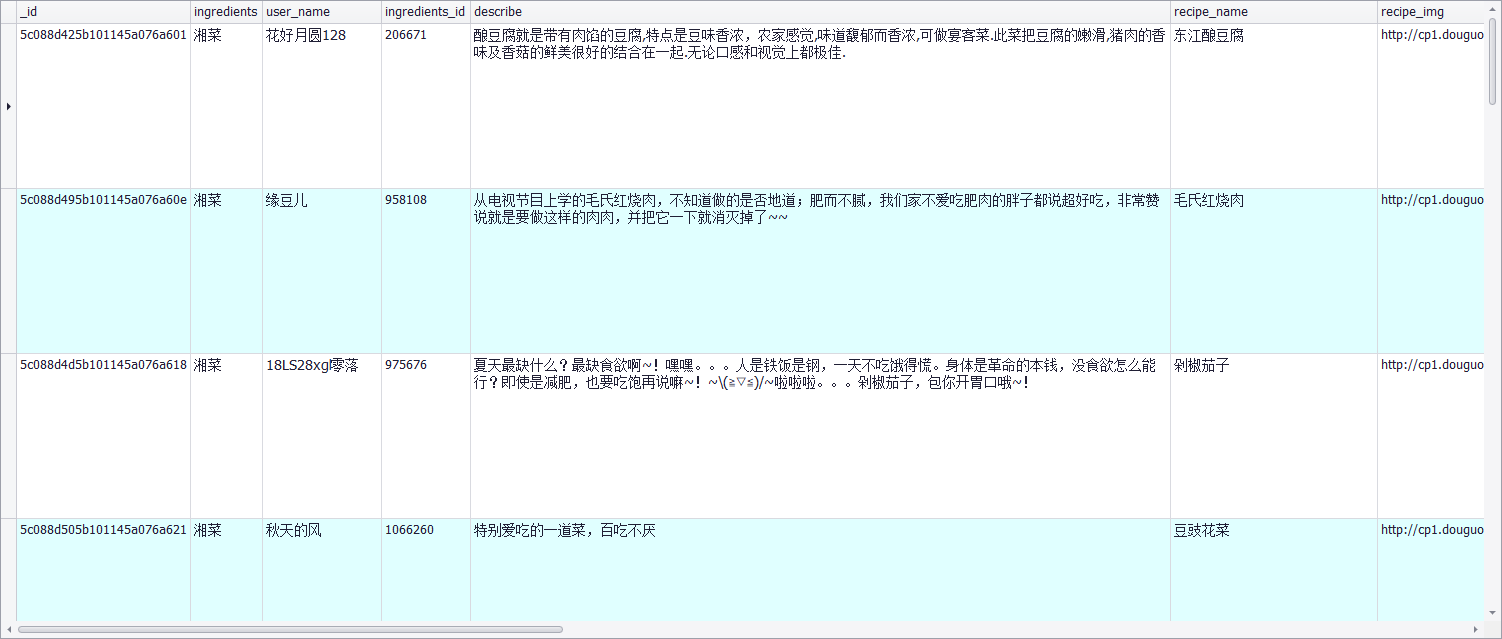 _id ingredients user_name ingredients_id describe recipe_name recipe_img
5c088d425b101145a076a601 湘菜 花好月圆128 206671 酿豆腐就是带有肉馅的豆腐,特点是豆味香浓，农家感觉,味道馥郁而香浓,可做宴客菜.此菜把豆腐的嫩滑,猪肉的香 东江酿豆腐 http://cp1.douguo
味及香菇的鲜美很好的结合在一起.无论口感和视觉上都极佳.
5c088d495b101145a076a60e 湘菜 缘豆儿 958108 从电视节目上学的毛氏红烧肉，不知道做的是否地道；肥而不腻，我们家不爱吃肥肉的胖子都说超好吃，非常赞 毛氏红烧肉 http://cp1.douguo
说就是要做这样的肉肉，并把它一下就消灭掉了~~
5c088d4d5b101145a076a618 湘菜 18LS28xgl零落 975676 夏天最缺什么？最缺食欲啊~！嘿嘿。。。人是铁饭是钢，一天不吃饿得慌。身体是革命的本钱，没食欲怎么能 剁椒茄子 http://cp1.douguo
行？即使是减肥，也要吃饱再说嘛~！~\(≧▽≦)/~啦啦啦。。。剁椒茄子，包你开胃口哦~！
5c088d505b101145a076a621 湘菜 秋天的风 1066260 特别爱吃的一道菜，百吃不厌 豆豉花菜 http://cp1.douguo